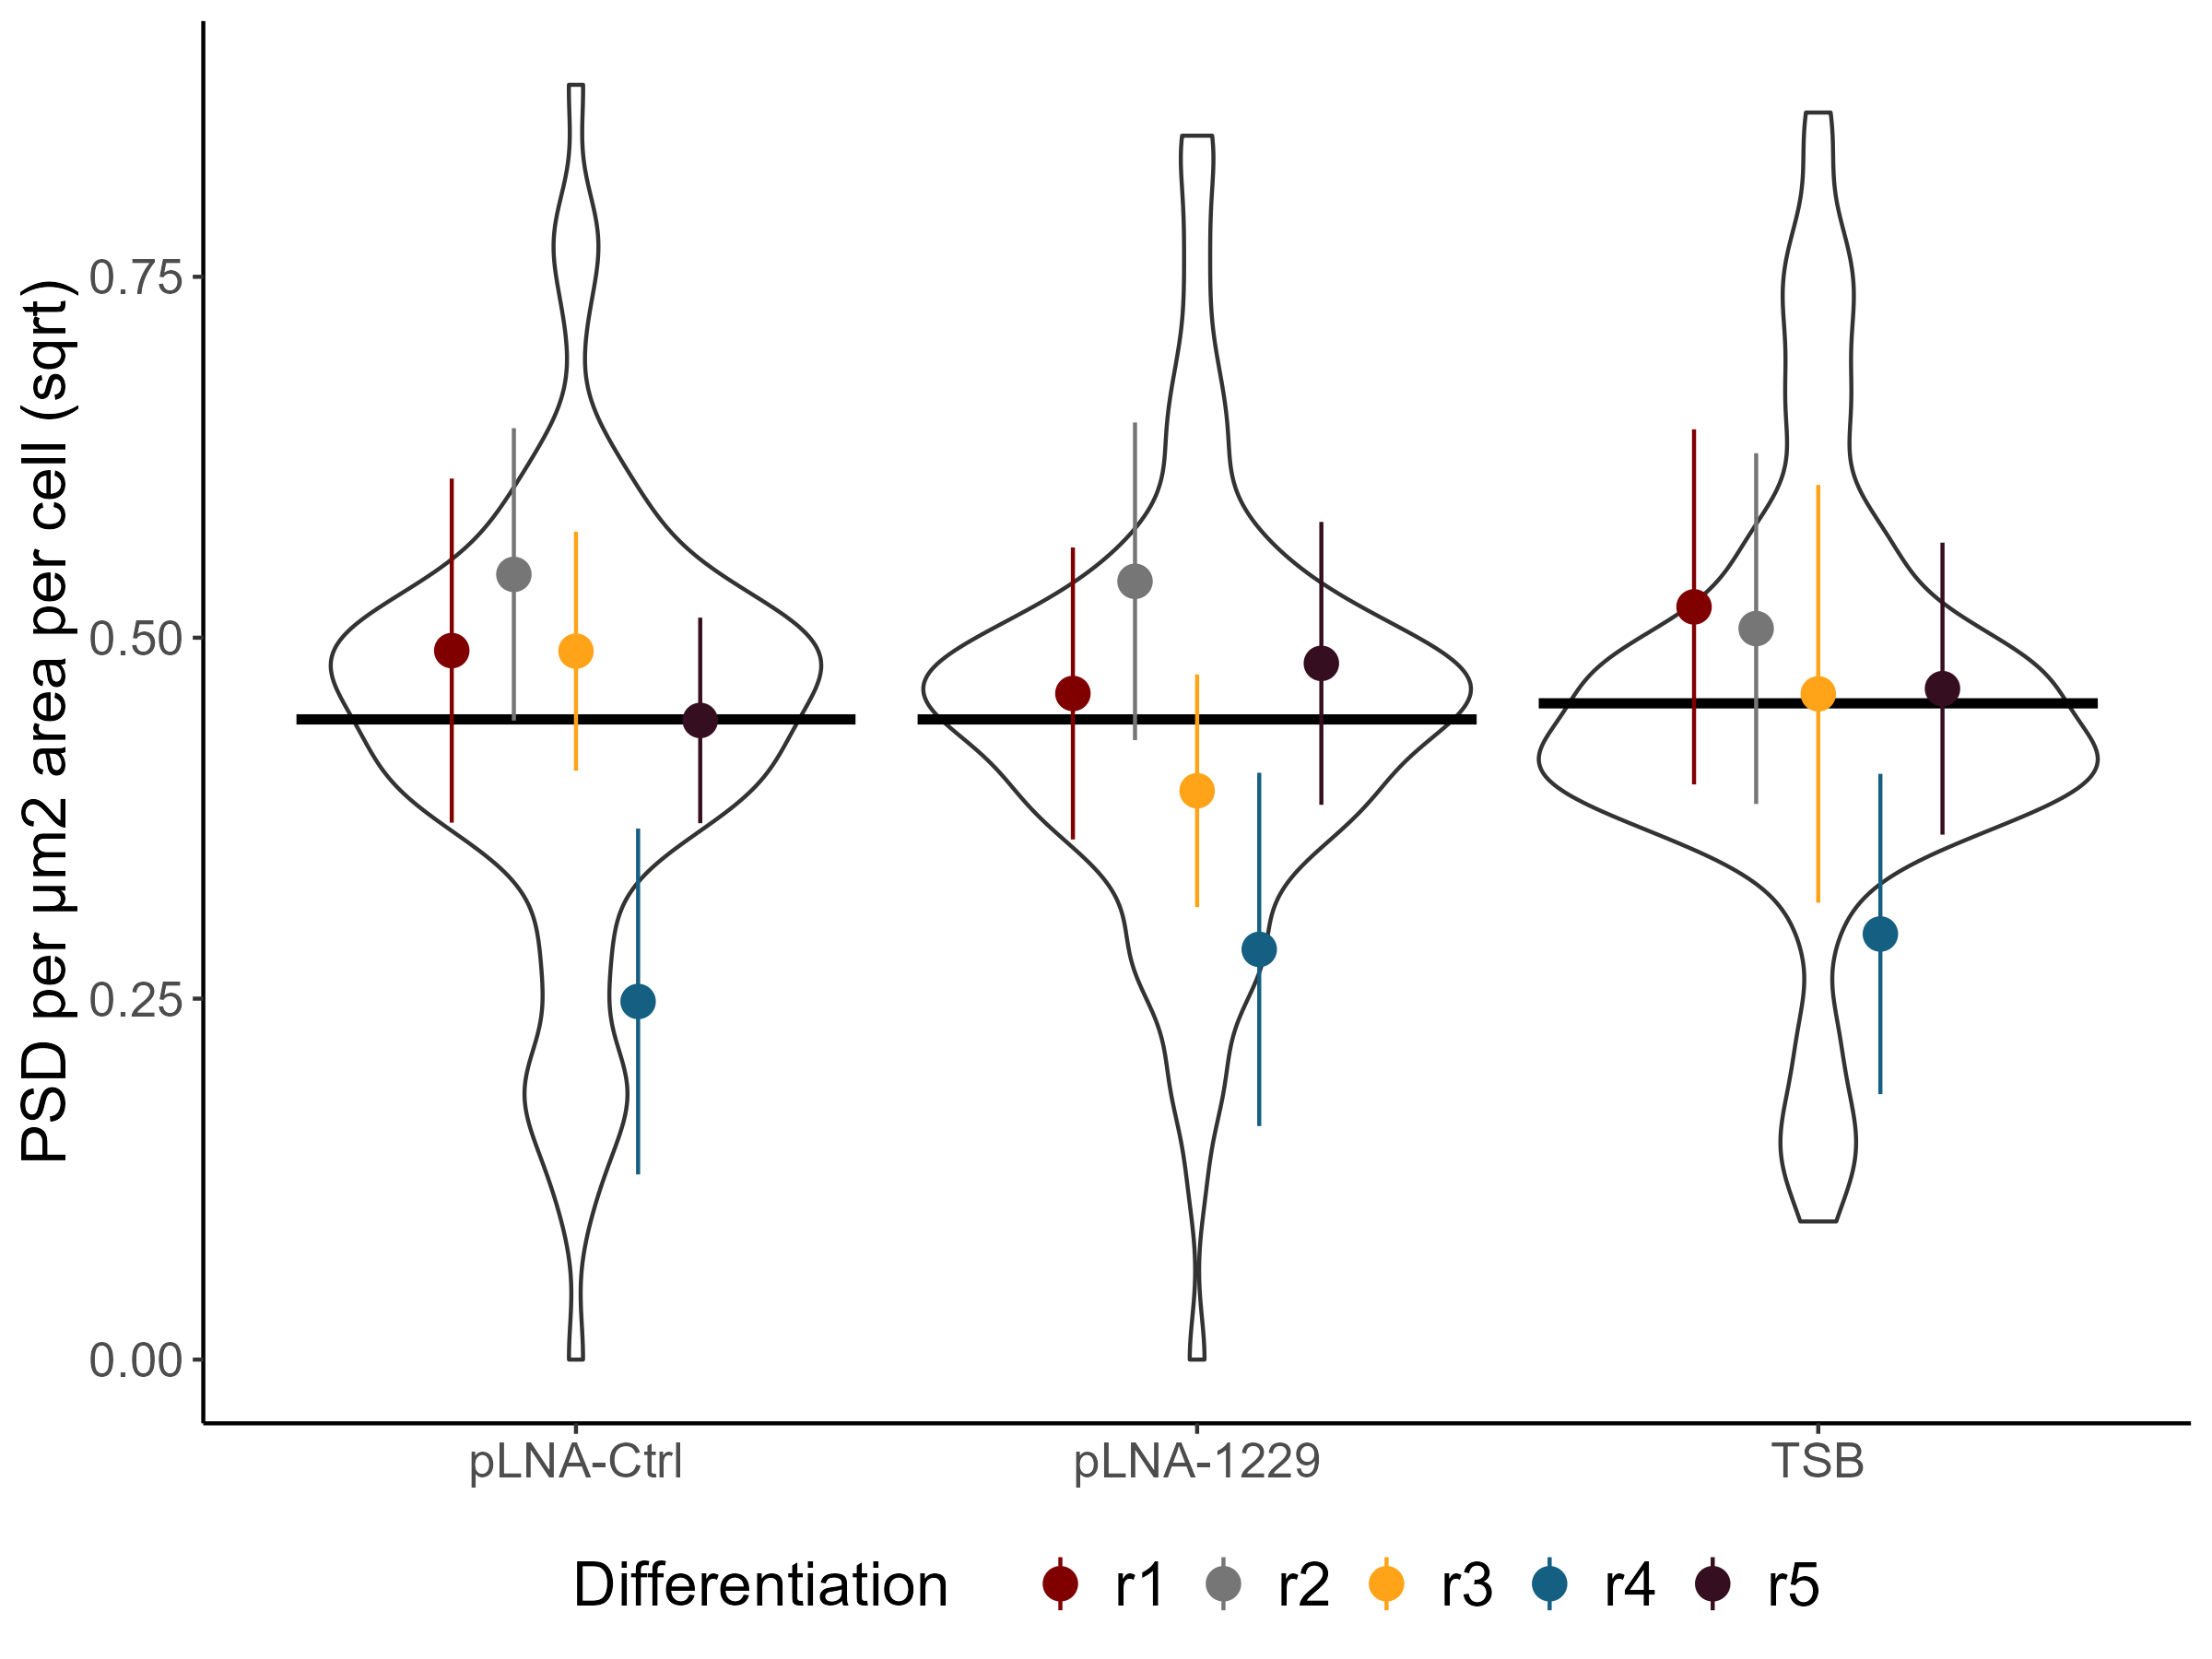 PSD per µm2 area per cell (sqrt)
0.75
0.50
0.25
0.00
pLNA-Ctrl pLNA-1229 TSB
Differentiation r1 r2 r3 r4 r5